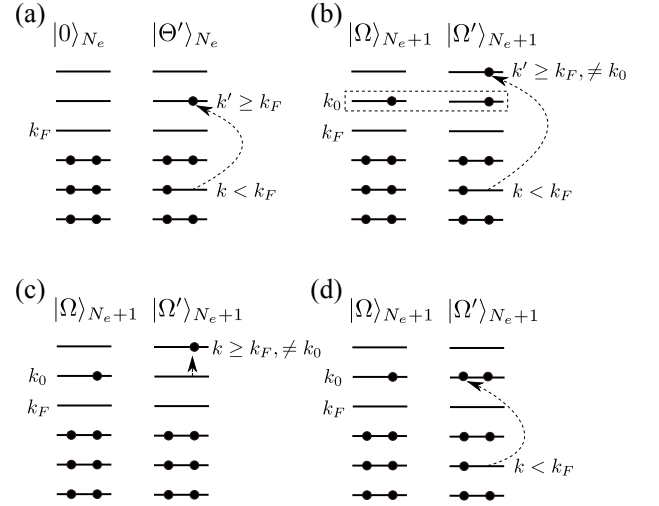 (a)
|0⟩_{N_e} |Θ'⟩_{N_e}
k' ≥ k_F
k_F
k < k_F
(b)
|Ω⟩_{N_e+1} |Ω'⟩_{N_e+1}
k' ≥ k_F, ≠ k_0
k_0
k_F
k < k_F
(c)
|Ω⟩_{N_e+1} |Ω'⟩_{N_e+1}
k ≥ k_F, ≠ k_0
k_0
k_F
(d)
|Ω⟩_{N_e+1} |Ω'⟩_{N_e+1}
k_0
k_F
k < k_F